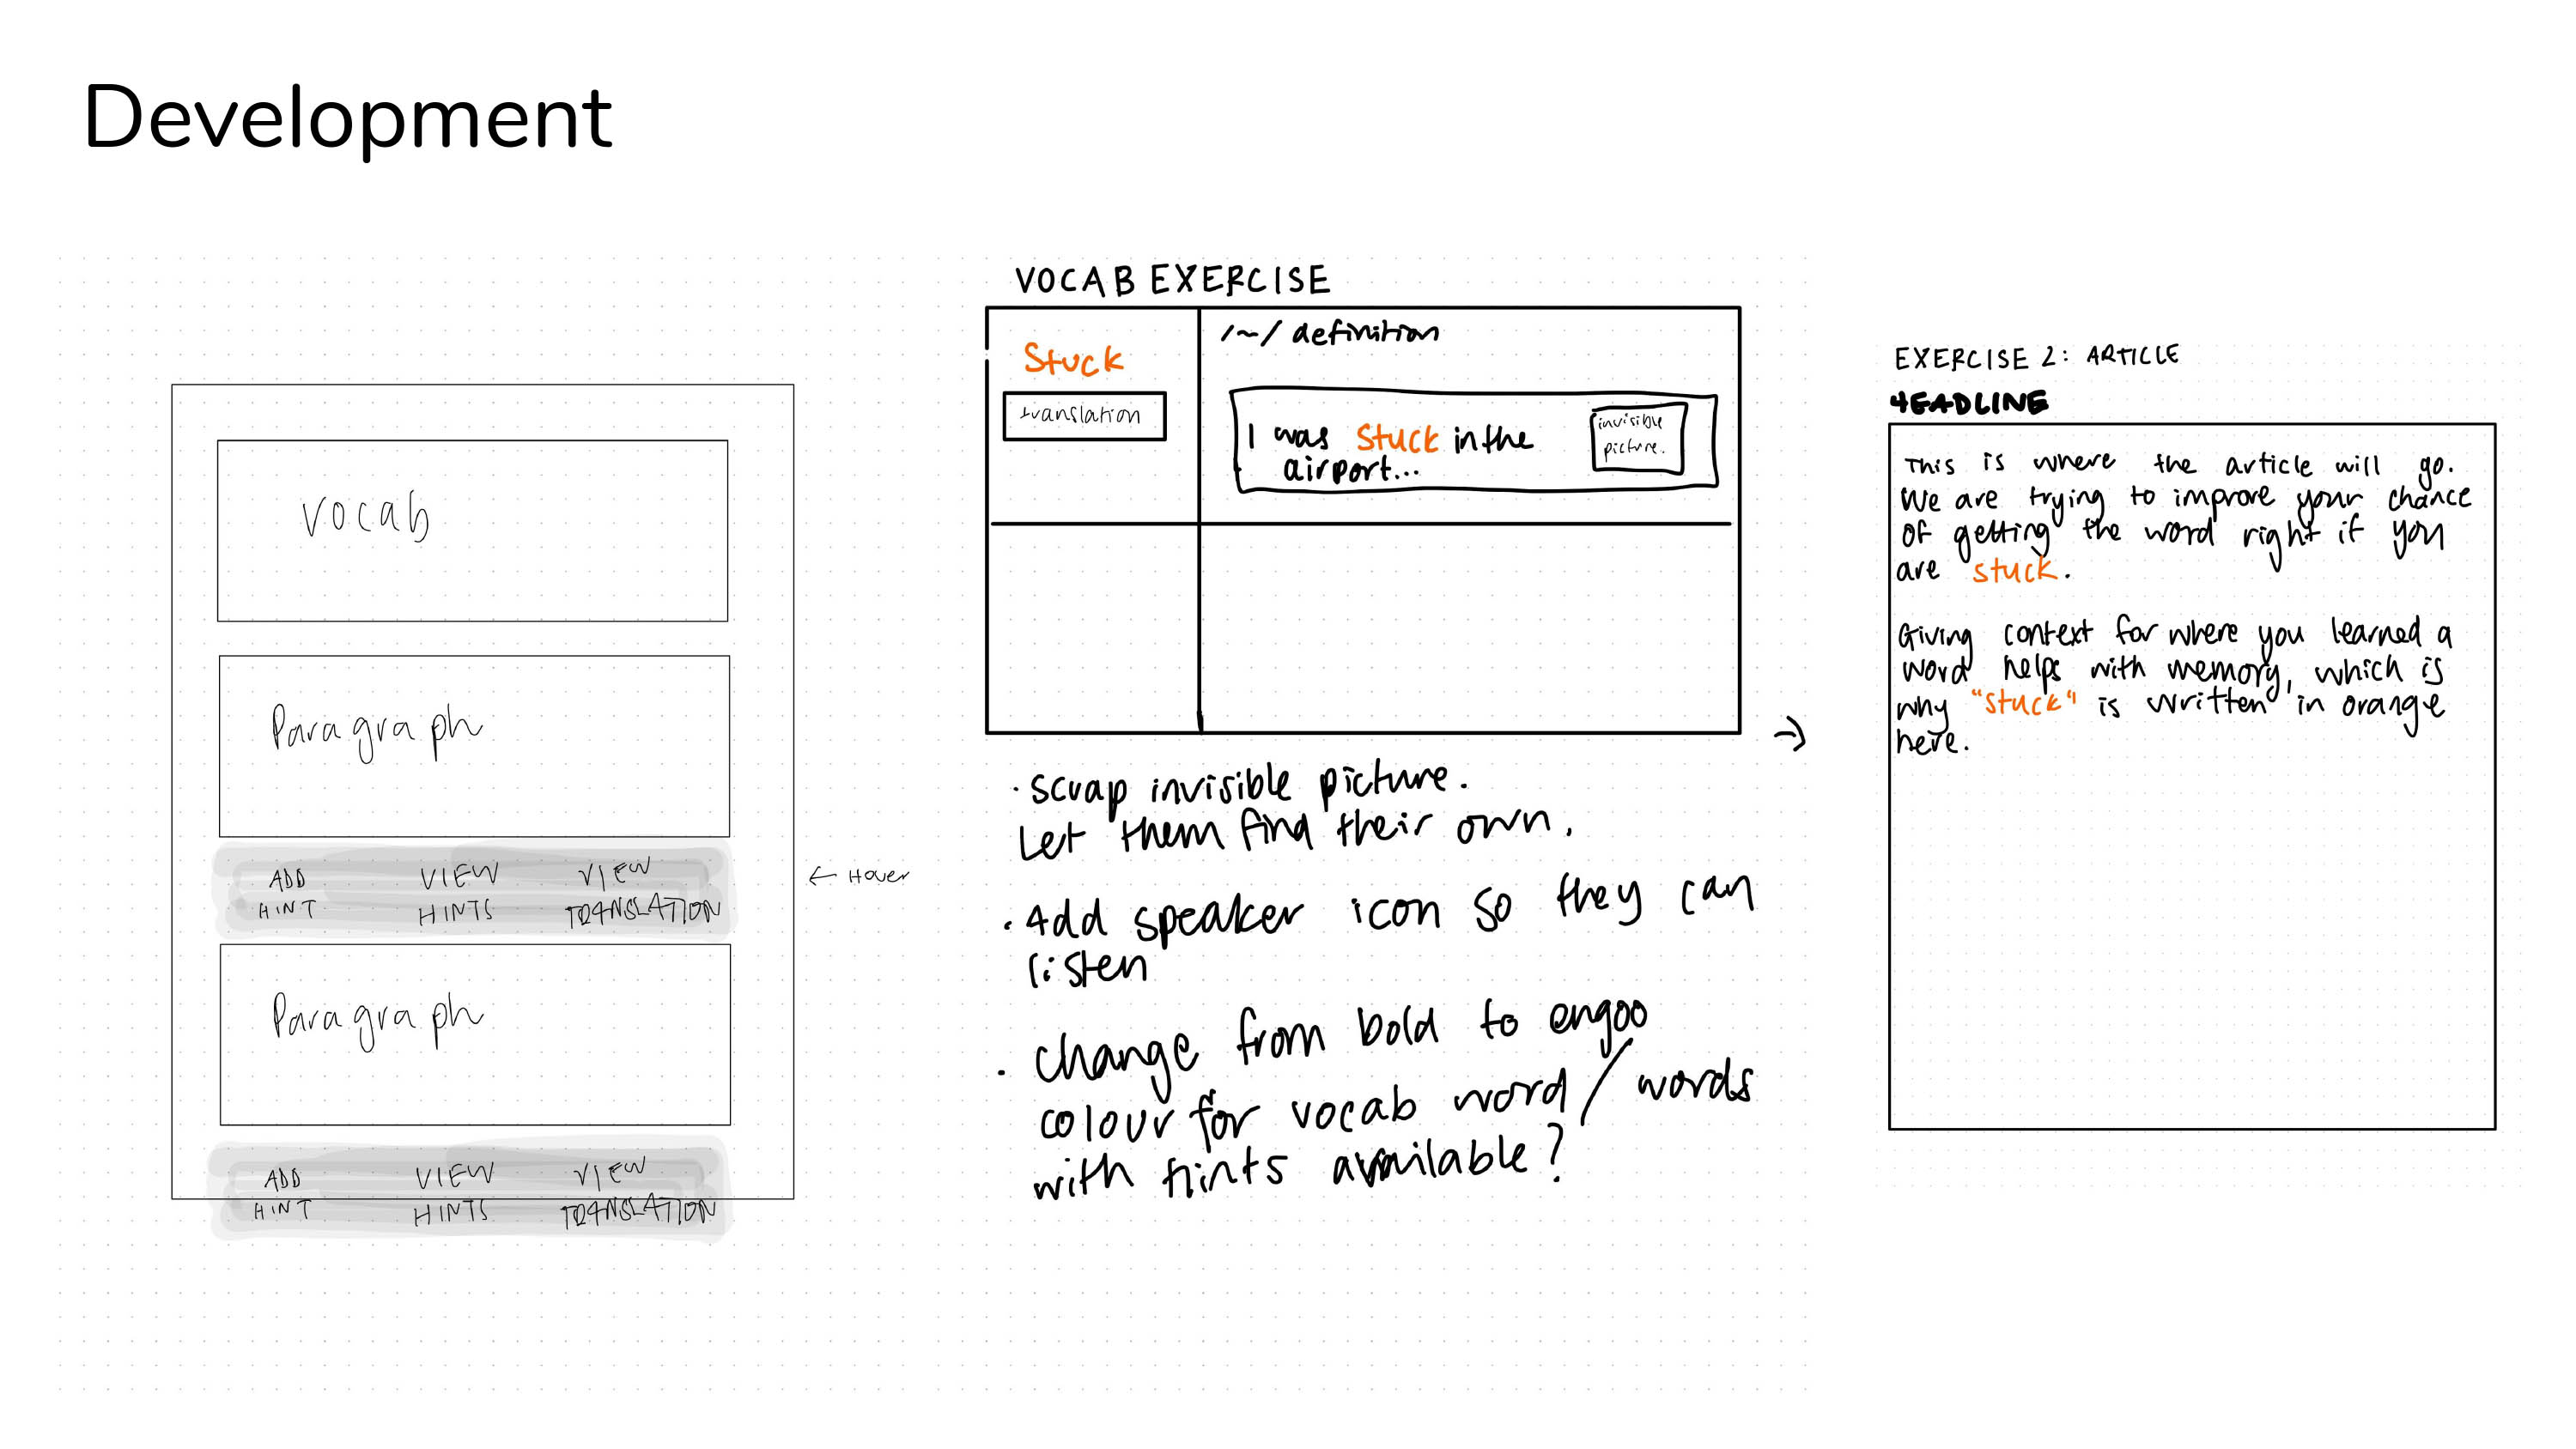 Development
vocab
Paragraph
ADD HINT VIEW HINTS VIEW TRANSLATION
← Hover
Paragraph
ADD HINT VIEW HINTS VIEW TRANSLATION
VOCAB EXERCISE
Stuck
translation
/~/ definition
I was Stuck in the
airport...
invisible
picture.
→
· scrap invisible picture.
Let them find their own.
· Add speaker icon so they can
listen
· change from bold to engoo
colour for vocab word / words
with hints available?
EXERCISE 2: ARTICLE
HEADLINE
This is where the article will go.
We are trying to improve your chance
of getting the word right if you
are stuck.
Giving context for where you learned a
word helps with memory, which is
why "stuck" is written in orange
here.